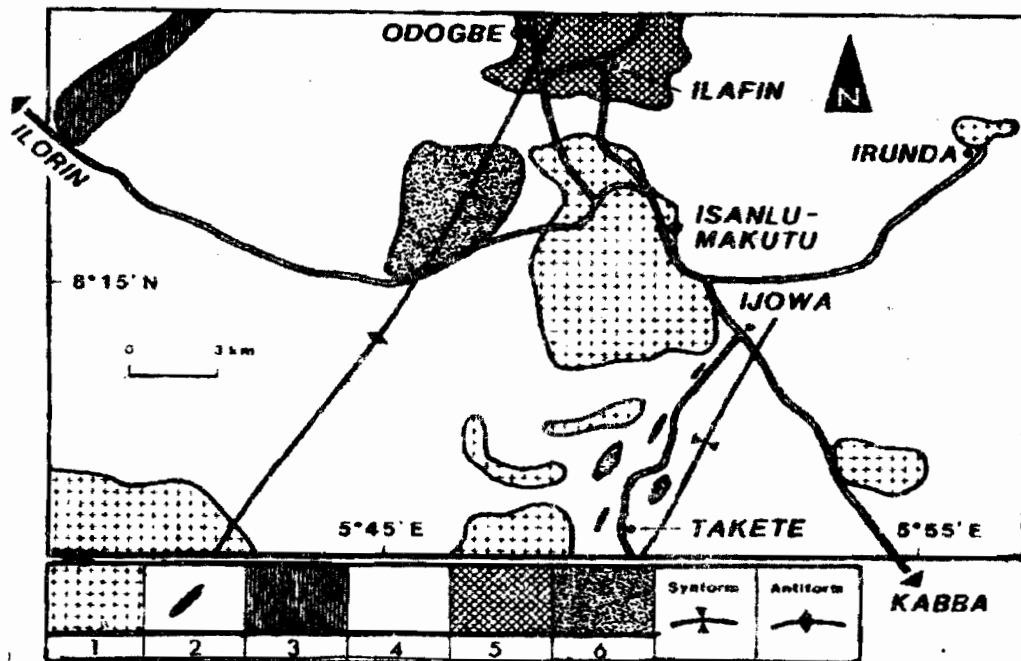 ODOGBE
ILAFIN
N
ILORIN
IRUNDA
ISANLU-
MAKUTU
8°15'N
IJOWA
0 3 km
5°45'E
TAKETE
5°55'E
KABBA
Synform
Antiform
1 2 3 4 5 6